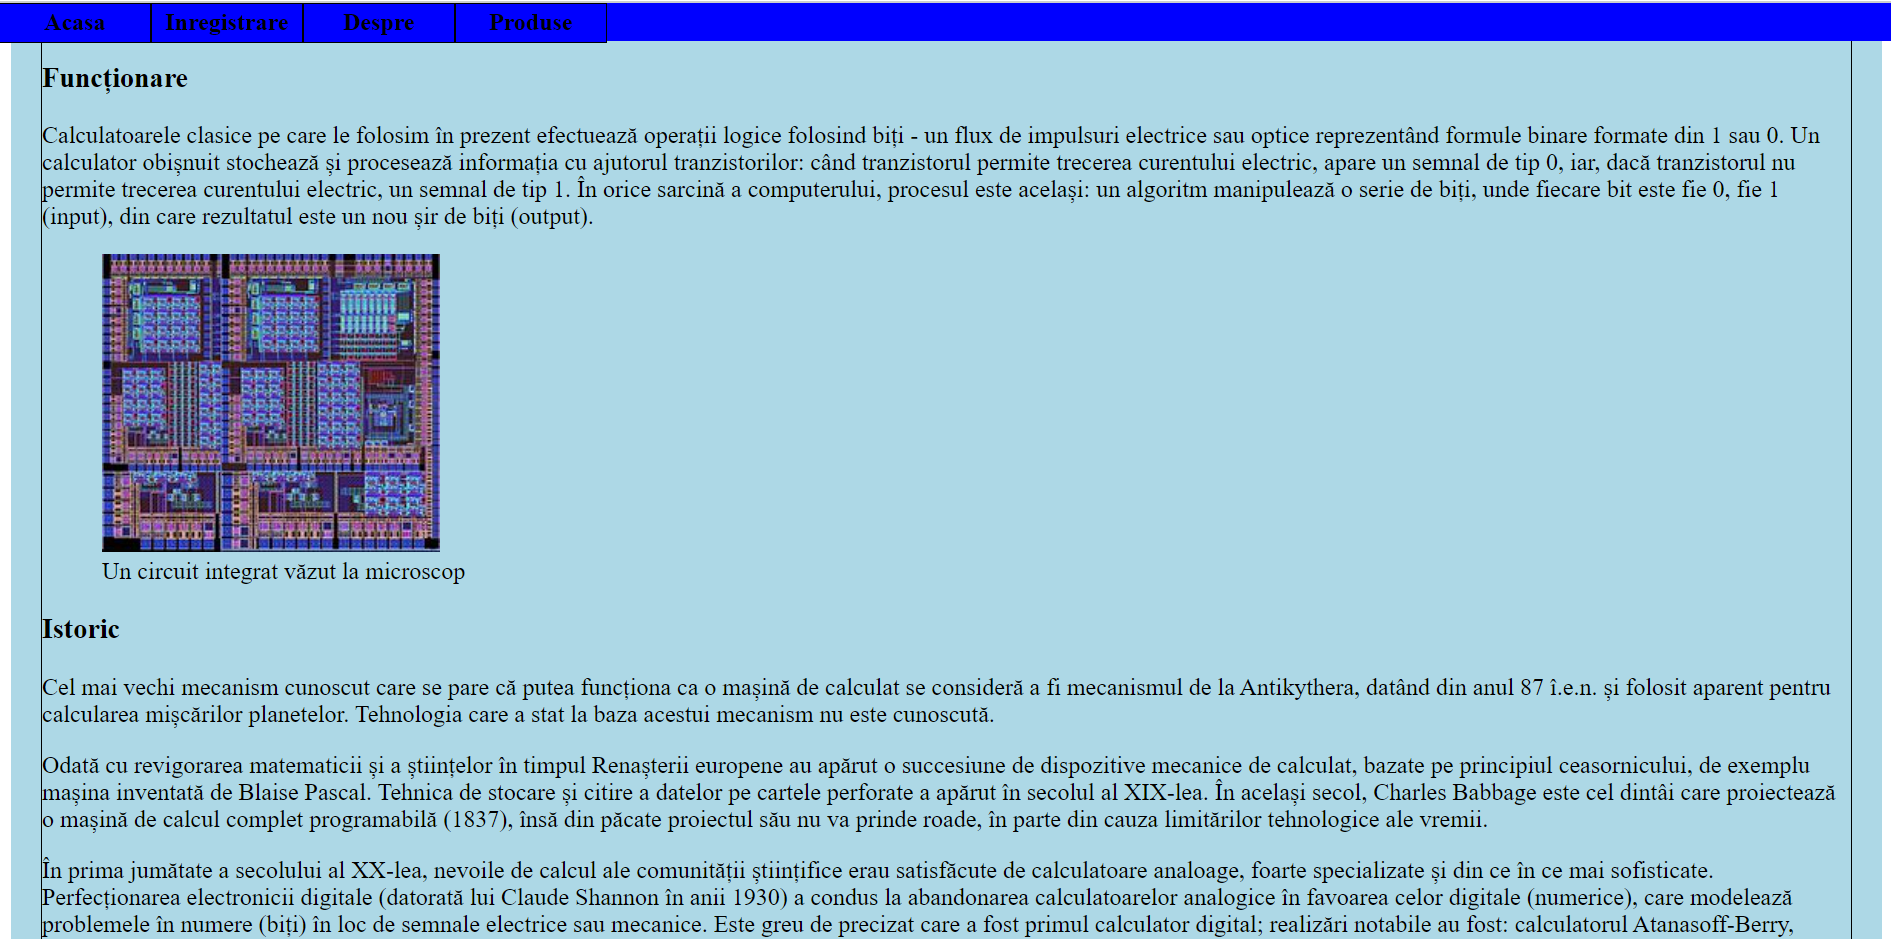 Acasa Inregistrare Despre Produse
Funcționare
Calculatoarele clasice pe care le folosim în prezent efectuează operații logice folosind biți - un flux de impulsuri electrice sau optice reprezentând formule binare formate din 1 sau 0. Un
calculator obișnuit stochează și procesează informația cu ajutorul tranzistorilor: când tranzistorul permite trecerea curentului electric, apare un semnal de tip 0, iar, dacă tranzistorul nu
permite trecerea curentului electric, un semnal de tip 1. În orice sarcină a computerului, procesul este același: un algoritm manipulează o serie de biți, unde fiecare bit este fie 0, fie 1
(input), din care rezultatul este un nou șir de biți (output).
Un circuit integrat văzut la microscop
Istoric
Cel mai vechi mecanism cunoscut care se pare că putea funcționa ca o mașină de calculat se consideră a fi mecanismul de la Antikythera, datând din anul 87 î.e.n. și folosit aparent pentru
calcularea mișcărilor planetelor. Tehnologia care a stat la baza acestui mecanism nu este cunoscută.
Odată cu revigorarea matematicii și a științelor în timpul Renașterii europene au apărut o succesiune de dispozitive mecanice de calculat, bazate pe principiul ceasornicului, de exemplu
mașina inventată de Blaise Pascal. Tehnica de stocare și citire a datelor pe cartele perforate a apărut în secolul al XIX-lea. În același secol, Charles Babbage este cel dintâi care proiectează
o mașină de calcul complet programabilă (1837), însă din păcate proiectul său nu va prinde roade, în parte din cauza limitărilor tehnologice ale vremii.
În prima jumătate a secolului al XX-lea, nevoile de calcul ale comunității științifice erau satisfăcute de calculatoare analoage, foarte specializate și din ce în ce mai sofisticate.
Perfecționarea electronicii digitale (datorată lui Claude Shannon în anii 1930) a condus la abandonarea calculatoarelor analogice în favoarea celor digitale (numerice), care modelează
problemele în numere (biți) în loc de semnale electrice sau mecanice. Este greu de precizat care a fost primul calculator digital; realizări notabile au fost: calculatorul Atanasoff-Berry,